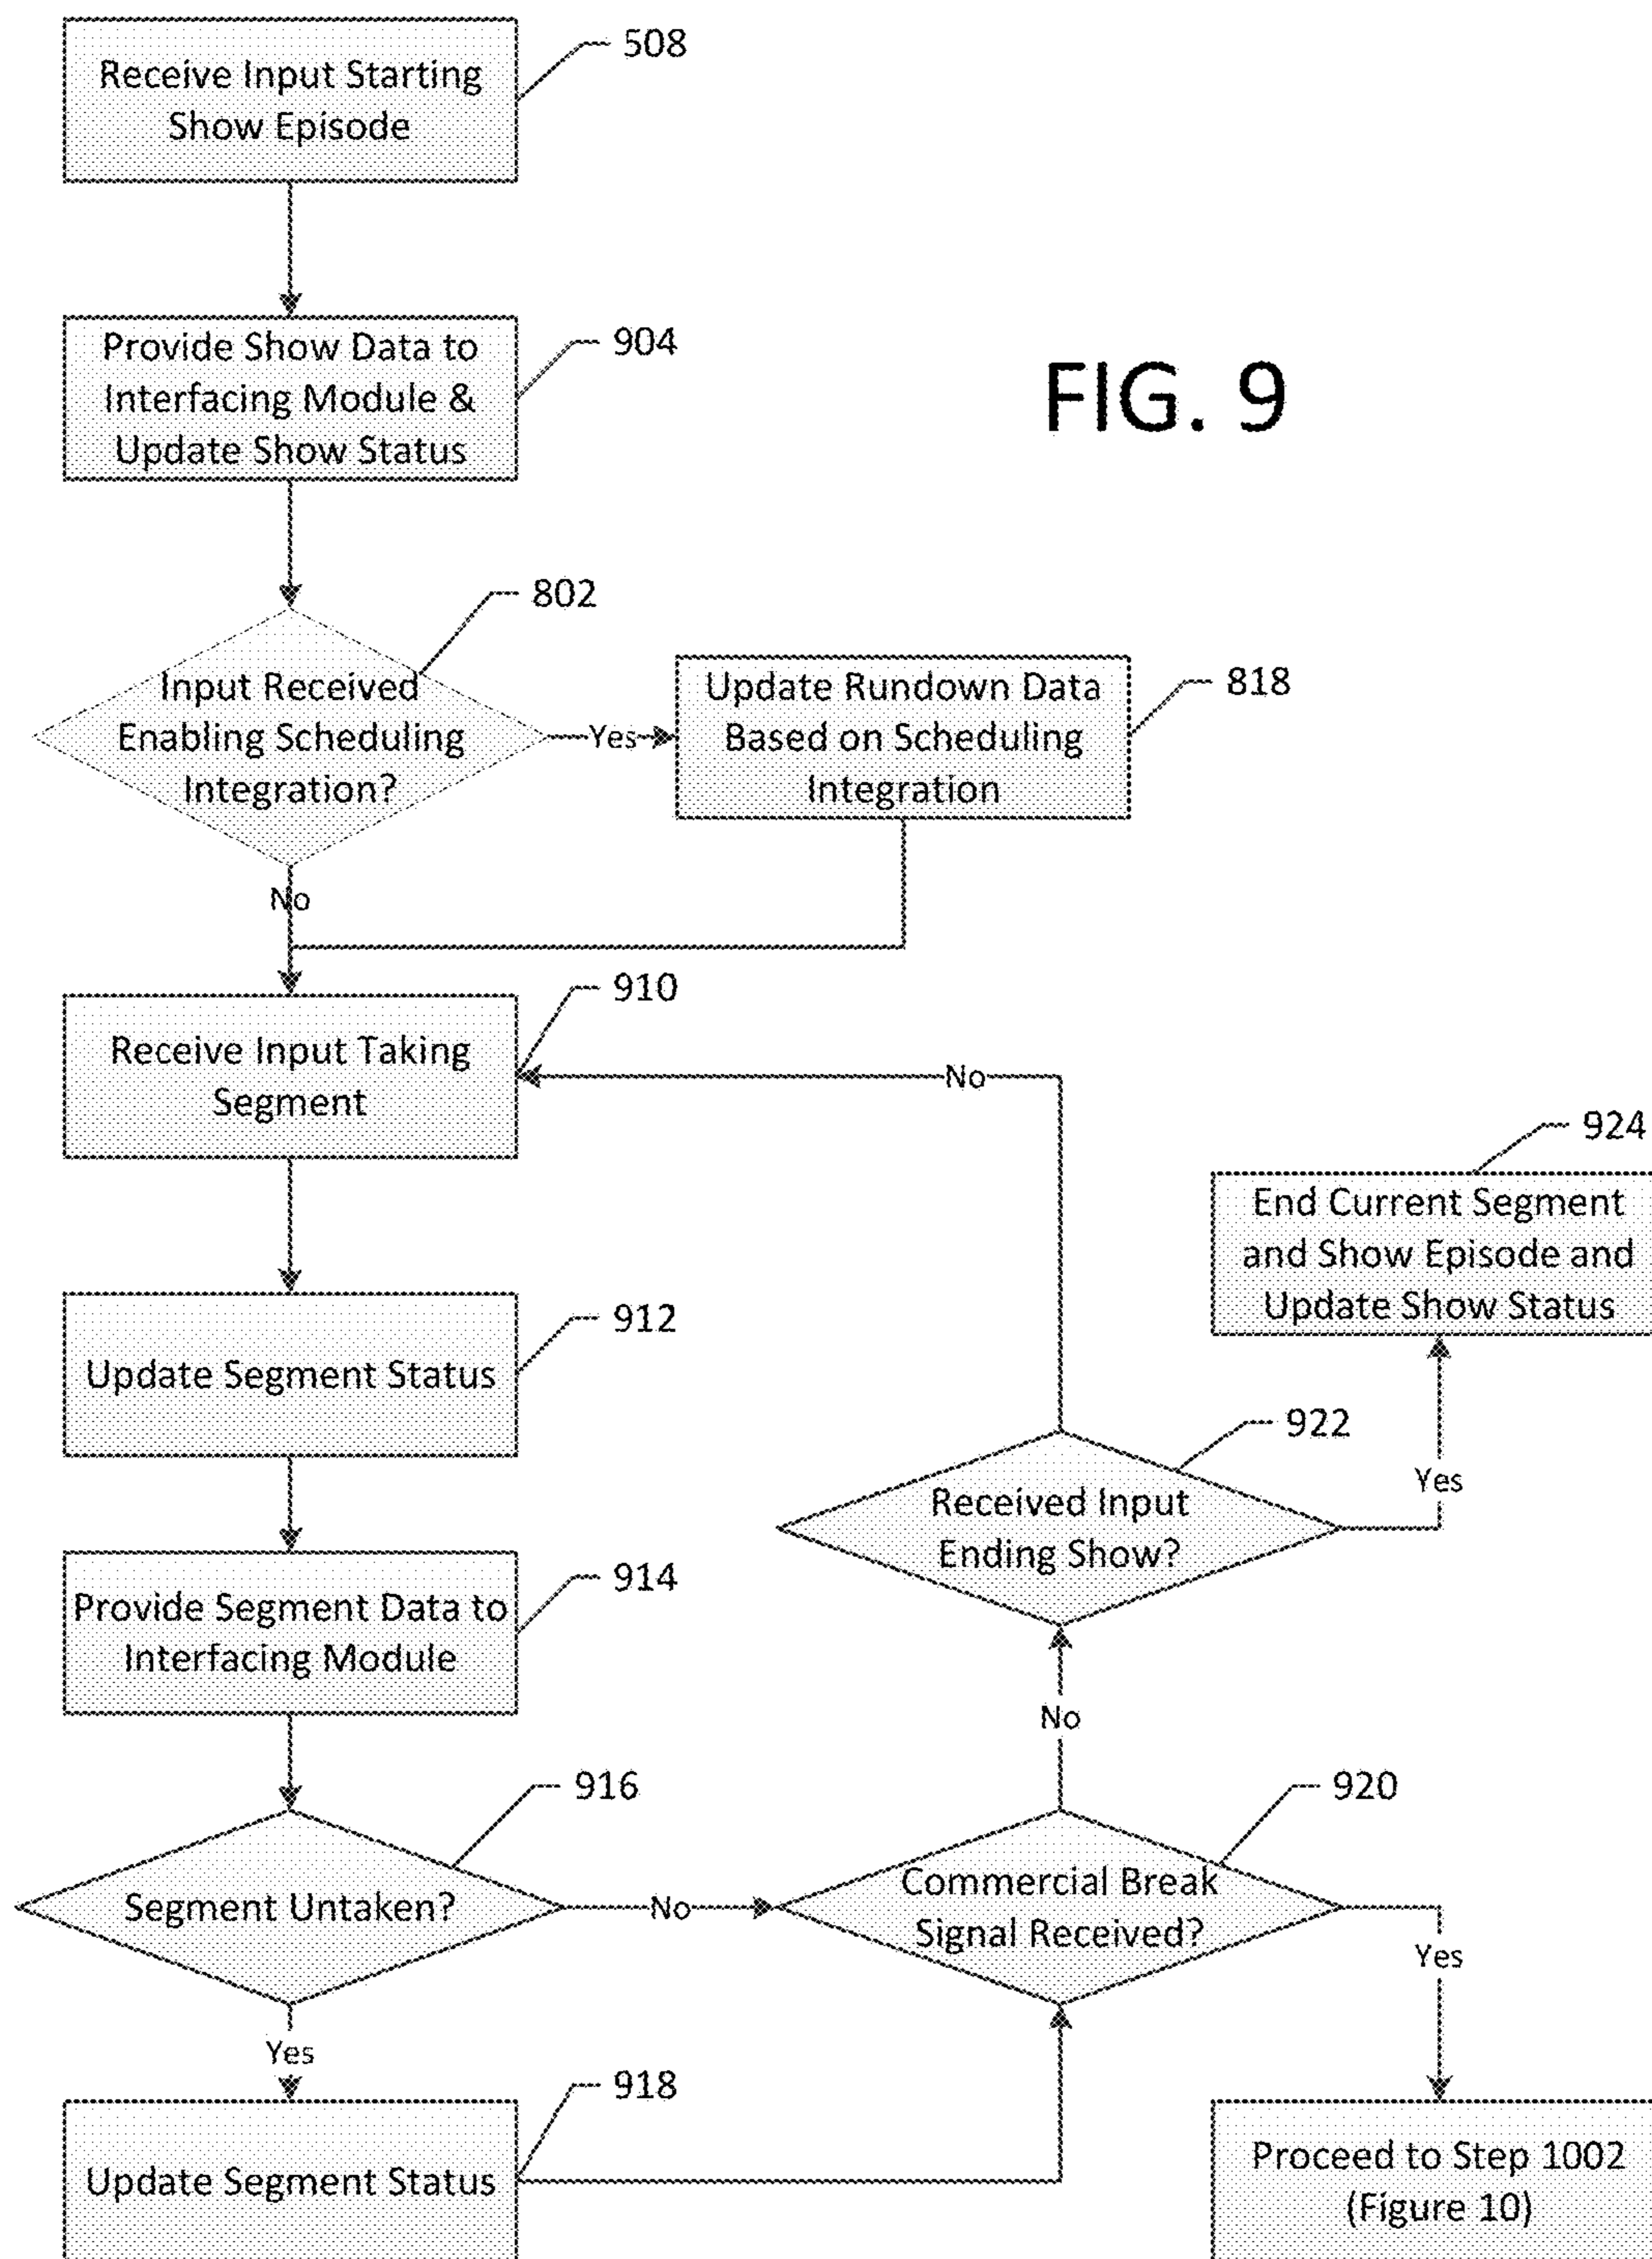 Receive Input Starting
Show Episode
508
Provide Show Data to
Interfacing Module &
Update Show Status
904
FIG. 9
802
Input Received
Enabling Scheduling
Integration?
Yes
Update Rundown Data
Based on Scheduling
Integration
818
No
910
Receive Input Taking
Segment
No
924
End Current Segment
and Show Episode and
Update Show Status
912
Update Segment Status
922
Received Input
Ending Show?
Yes
914
Provide Segment Data to
Interfacing Module
No
916
Segment Untaken?
No
920
Commercial Break
Signal Received?
Yes
Yes
918
Update Segment Status
Proceed to Step 1002
(Figure 10)